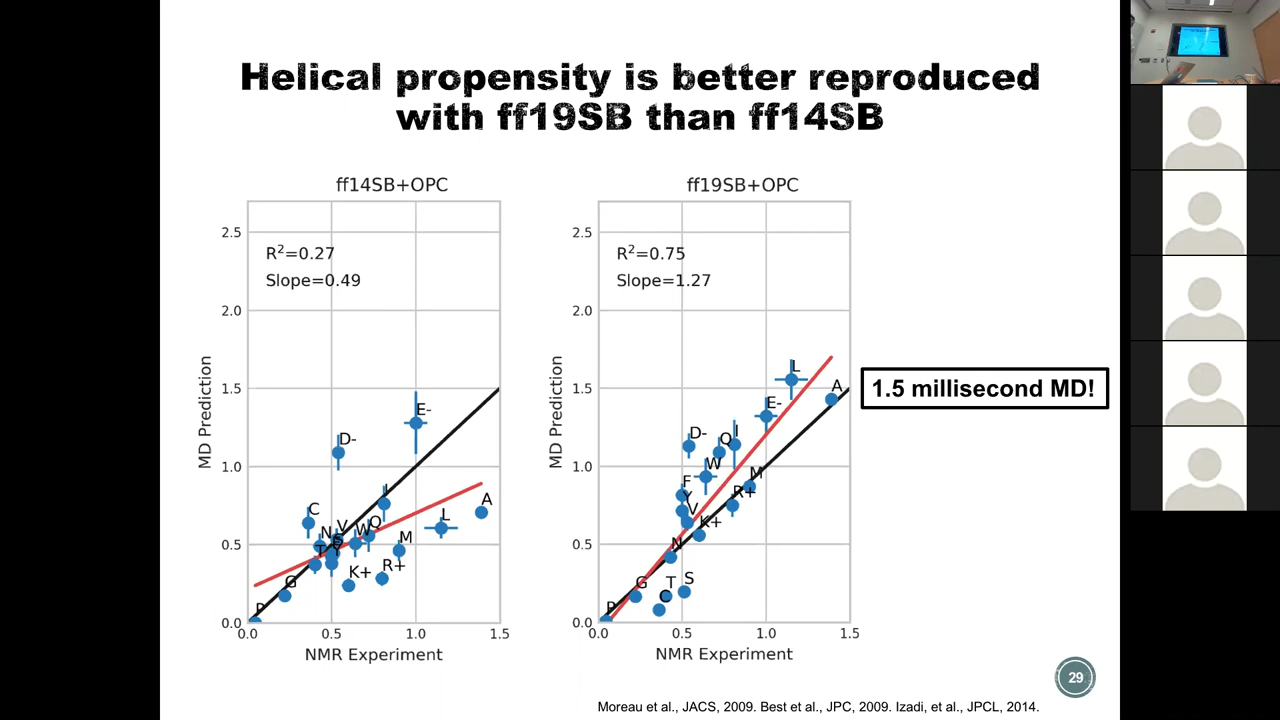 Helical propensity is better reproduced
with ff19SB than ff14SB
ff14SB+OPC
R²=0.27
Slope=0.49
2.5
2.0
1.5
1.0
0.5
0.0
MD Prediction
E-
D-
I
A
C
L
N
V
W
Q
M
T
K+
R+
G
P
0.0
0.5
1.0
1.5
NMR Experiment
ff19SB+OPC
R²=0.75
Slope=1.27
2.5
2.0
1.5
1.0
0.5
0.0
MD Prediction
L
A
E-
D-
Q
I
W
M
F
R+
Y
V
K+
N
G
T
S
C
P
0.0
0.5
1.0
1.5
NMR Experiment
1.5 millisecond MD!
29
Moreau et al., JACS, 2009. Best et al., JPC, 2009. Izadi, et al., JPCL, 2014.